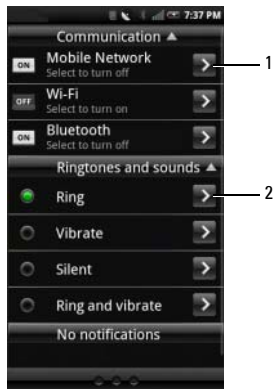 7:37 PM
Communication
ON Mobile Network 1
Select to turn off
OFF Wi-Fi
Select to turn on
ON Bluetooth
Select to turn off
Ringtones and sounds
Ring 2
Vibrate
Silent
Ring and vibrate
No notifications